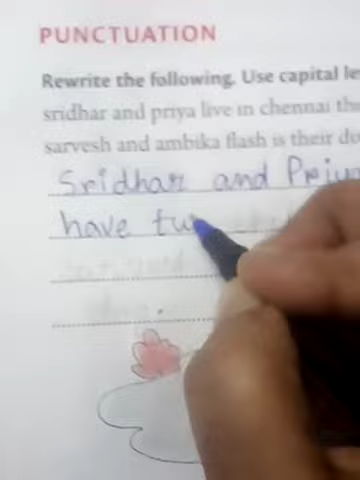 PUNCTUATION
Rewrite the following. Use capital le
sridhar and priya live in chennai th
sarvesh and ambika flash is their do
Sridhar and Priya
have tw